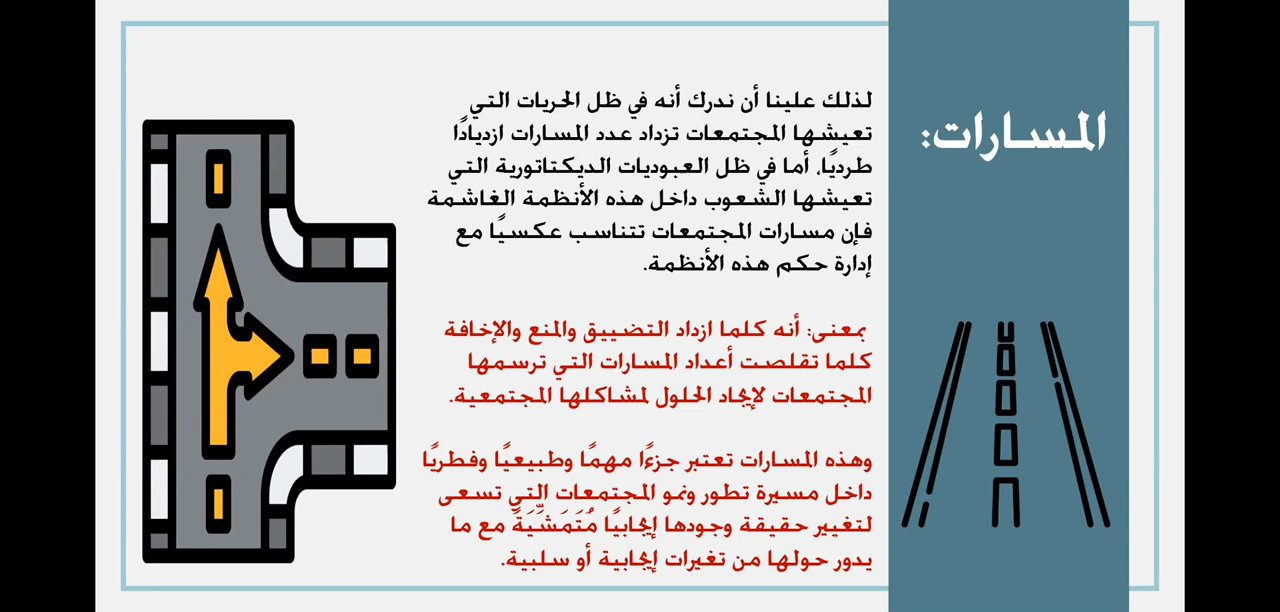 المسارات:
لذلك علينا أن ندرك أنه في ظل الحريات التي
تعيشها المجتمعات تزداد عدد المسارات ازديادًا
طرديًا، أما في ظل العبوديات الديكتاتورية التي
تعيشها الشعوب داخل هذه الأنظمة الغاشمة
فإن مسارات المجتمعات تتناسب عكسيًا مع
إدارة حكم هذه الأنظمة.
بمعنى: أنه كلما ازداد التضييق والمنع والإخافة
كلما تقلصت أعداد المسارات التي ترسمها
المجتمعات لإيجاد الحلول لمشاكلها المجتمعية.
وهذه المسارات تعتبر جزءًا مهمًا وطبيعيًا وفطريًا
داخل مسيرة تطور ونمو المجتمعات التي تسعى
لتغيير حقيقة وجودها إيجابيًا مُتَمَشِّيَةً مع ما
يدور حولها من تغيرات إيجابية أو سلبية.